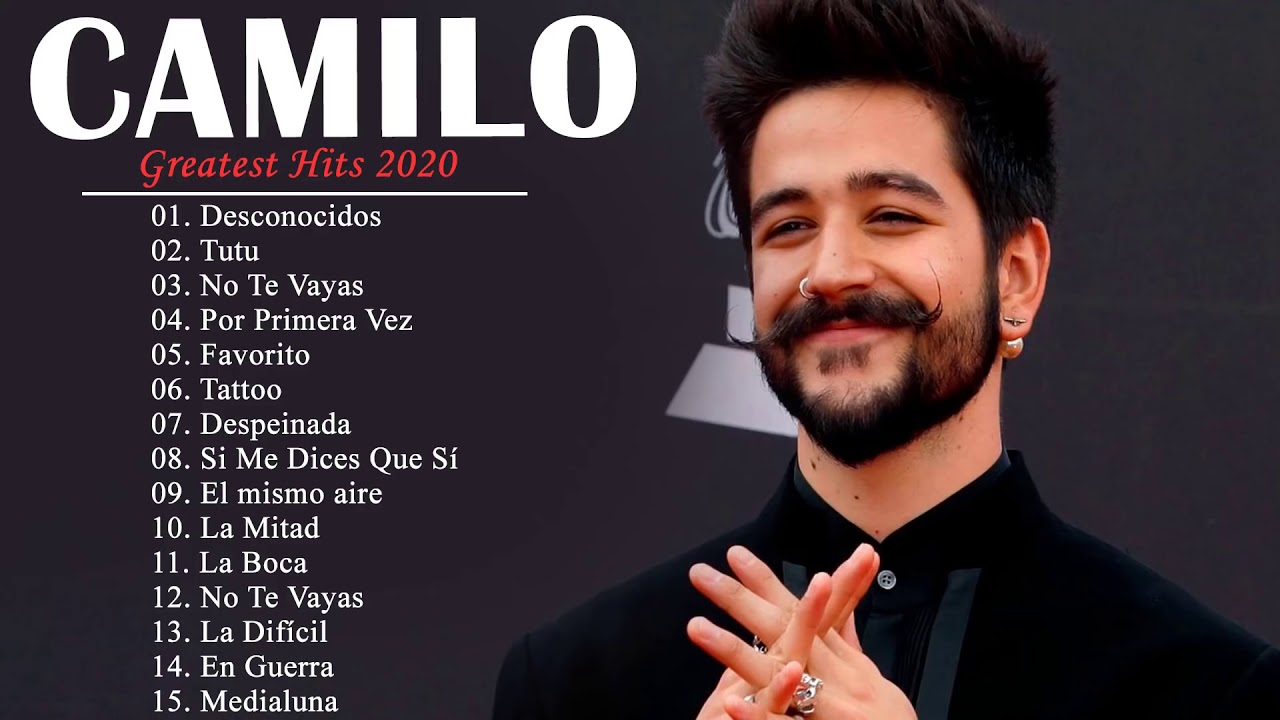 CAMILO
Greatest Hits 2020
01. Desconocidos
02. Tutu
03. No Te Vayas
04. Por Primera Vez
05. Favorito
06. Tattoo
07. Despeinada
08. Si Me Dices Que Sí
09. El mismo aire
10. La Mitad
11. La Boca
12. No Te Vayas
13. La Difícil
14. En Guerra
15. Medialuna